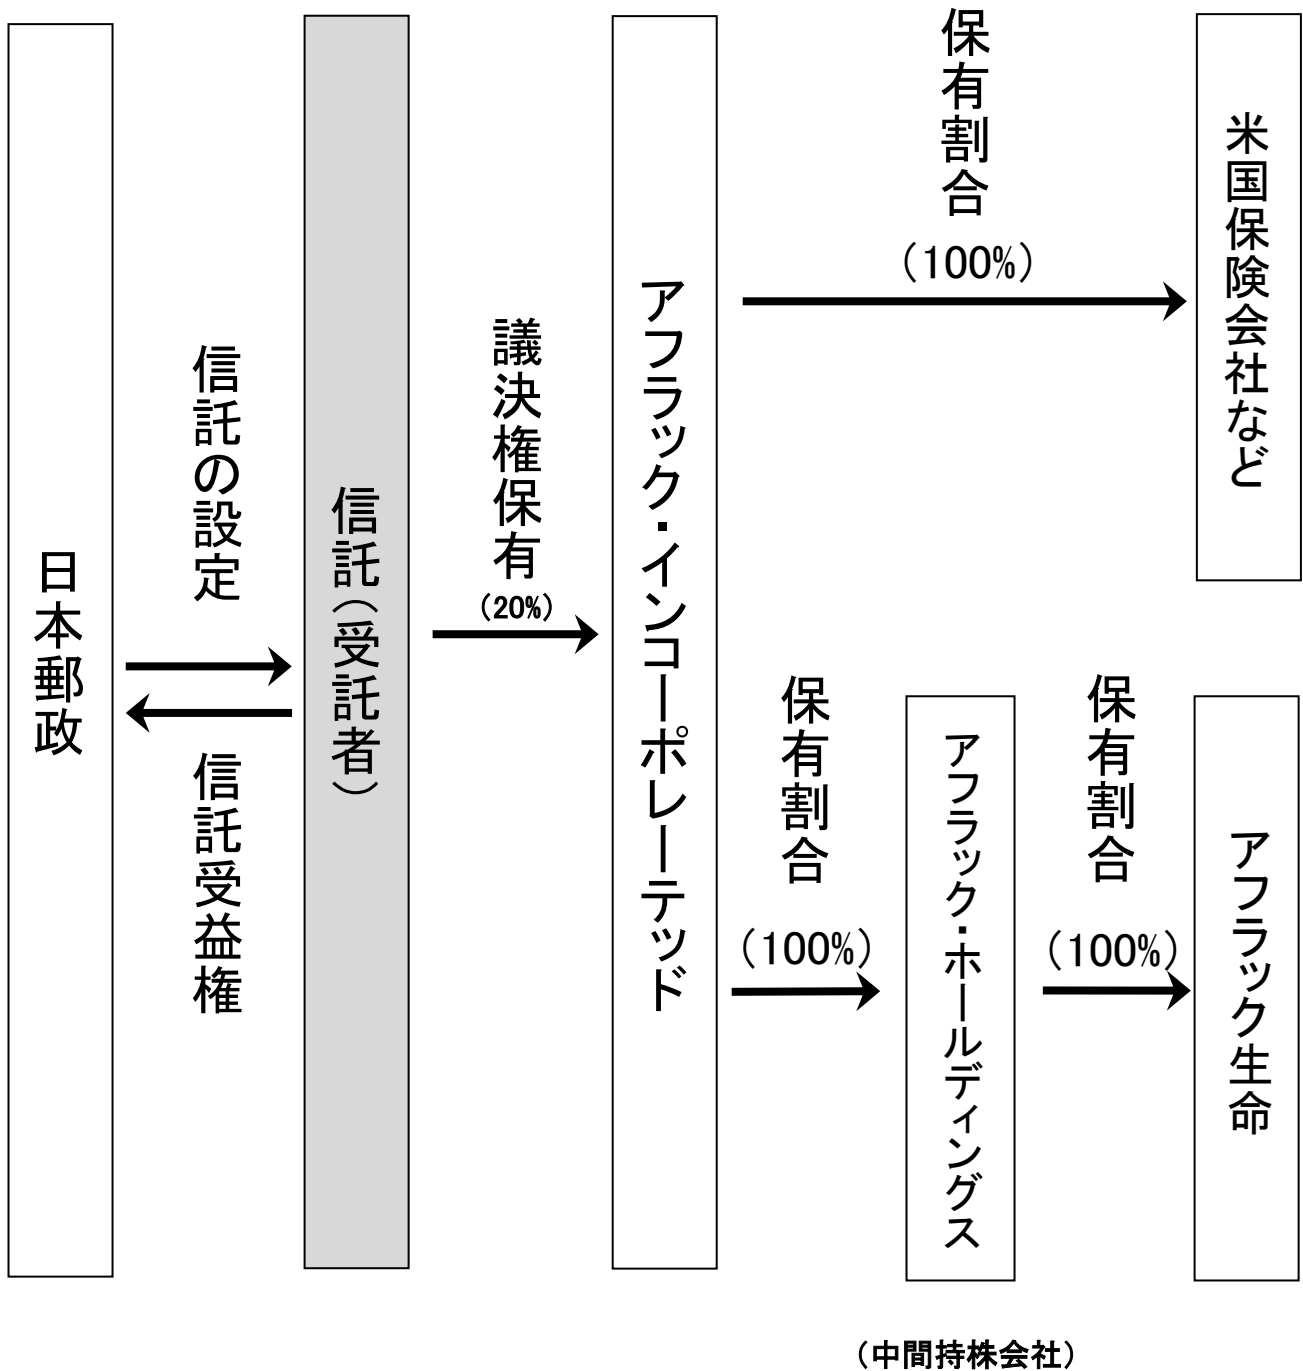 日本郵政
信託の設定
信託受益権
信託(受託者)
議決権保有
(20%)
アフラック・インコーポレーテッド
保有割合
(100%)
米国保険会社など
保有割合
(100%)
アフラック・ホールディングス
保有割合
(100%)
アフラック生命
(中間持株会社)